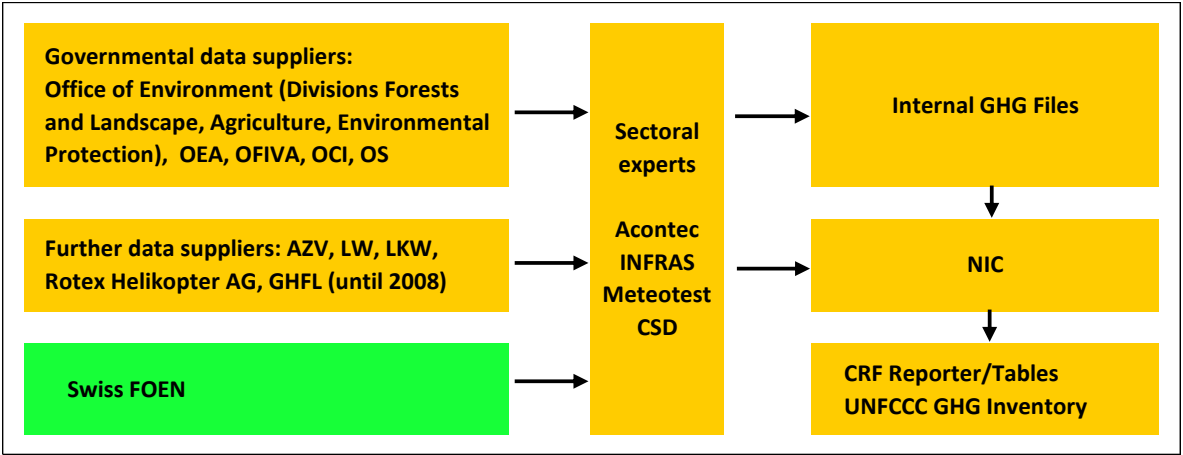 Governmental data suppliers:
Office of Environment (Divisions Forests
and Landscape, Agriculture, Environmental
Protection),  OEA, OFIVA, OCI, OS
Further data suppliers: AZV, LW, LKW,
Rotex Helikopter AG, GHFL (until 2008)
Swiss FOEN
Sectoral
experts
Acontec
INFRAS
Meteotest
CSD
Internal GHG Files
NIC
CRF Reporter/Tables
UNFCCC GHG Inventory